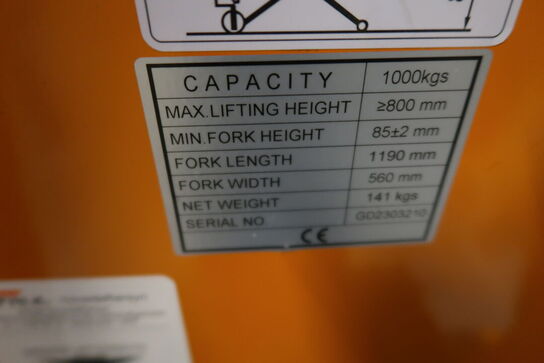 CAPACITY 1000kgs
MAX.LIFTING HEIGHT ≥800 mm
MIN.FORK HEIGHT 85±2 mm
FORK LENGTH 1190 mm
FORK WIDTH 560 mm
NET WEIGHT 141 kgs
SERIAL NO. GD2303210
CE